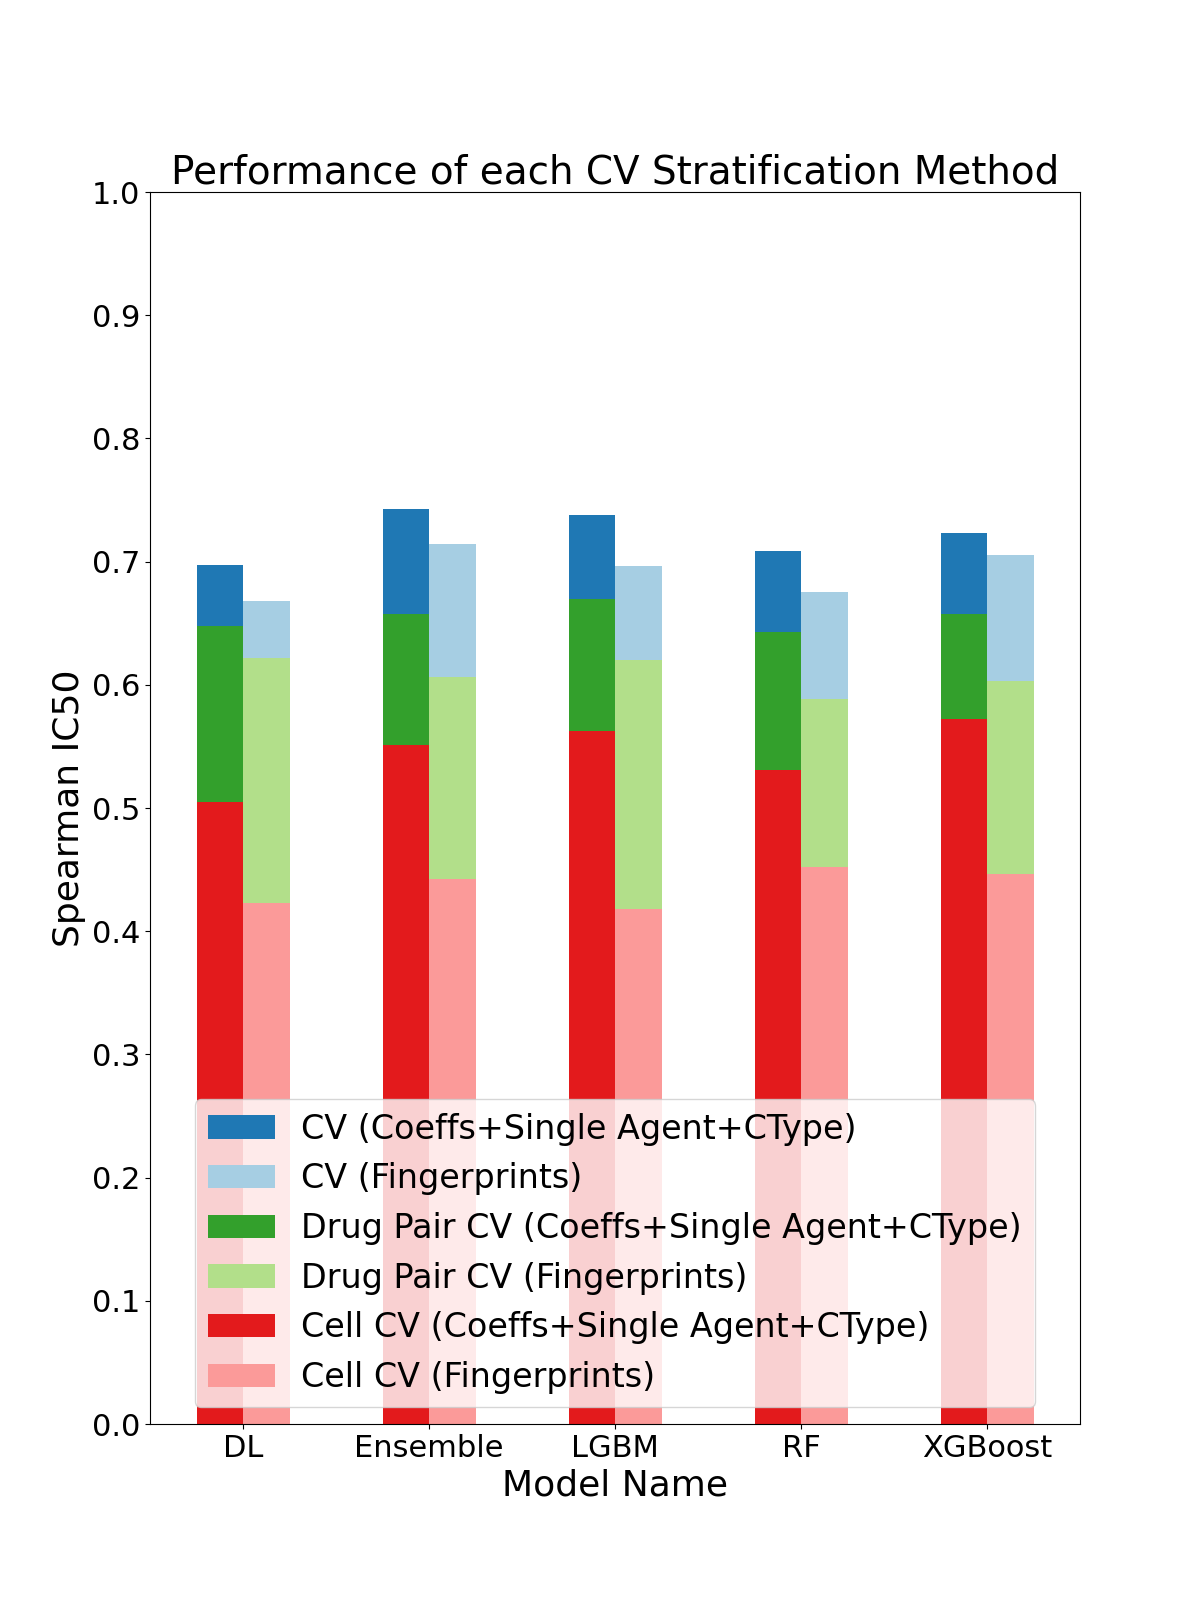 Performance of each CV Stratification Method
1.0
0.9
0.8
0.7
0.6
0.5
0.4
0.3
0.2
0.1
0.0
Spearman IC50
CV (Coeffs+Single Agent+CType)
CV (Fingerprints)
Drug Pair CV (Coeffs+Single Agent+CType)
Drug Pair CV (Fingerprints)
Cell CV (Coeffs+Single Agent+CType)
Cell CV (Fingerprints)
DL Ensemble LGBM RF XGBoost
Model Name